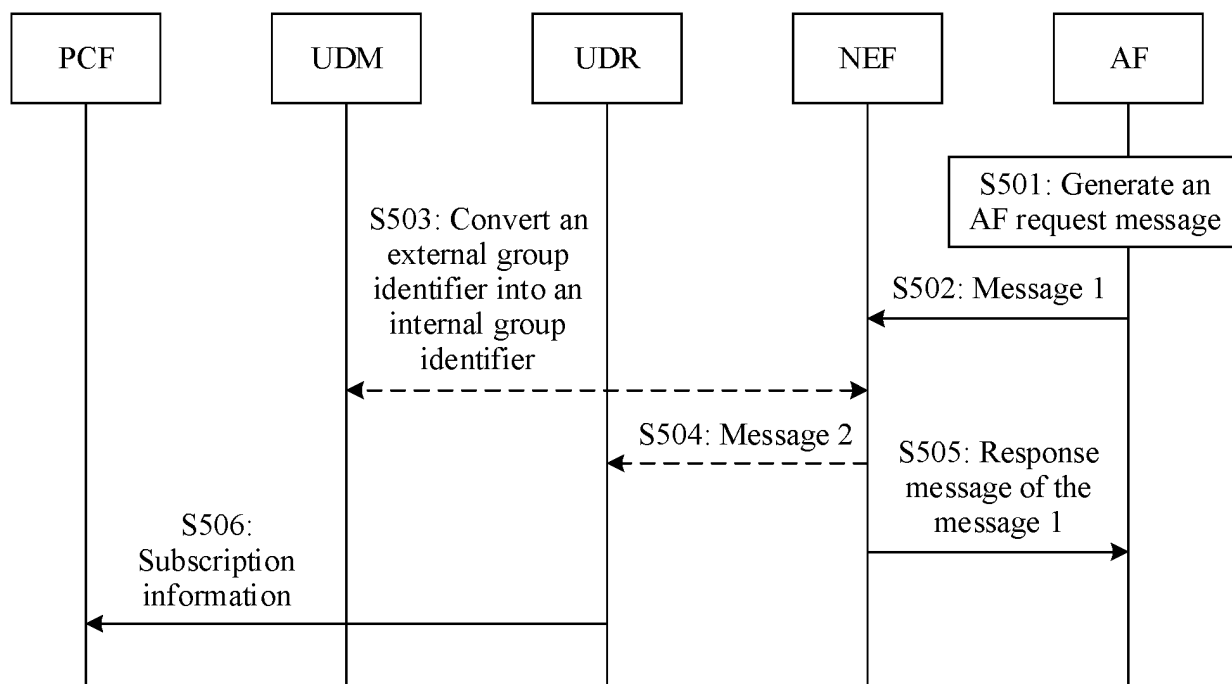 PCF
UDM
UDR
NEF
AF
S501: Generate an
AF request message
S502: Message 1
S503: Convert an
external group
identifier into an
internal group
identifier
S504: Message 2
S505: Response
message of the
message 1
S506:
Subscription
information